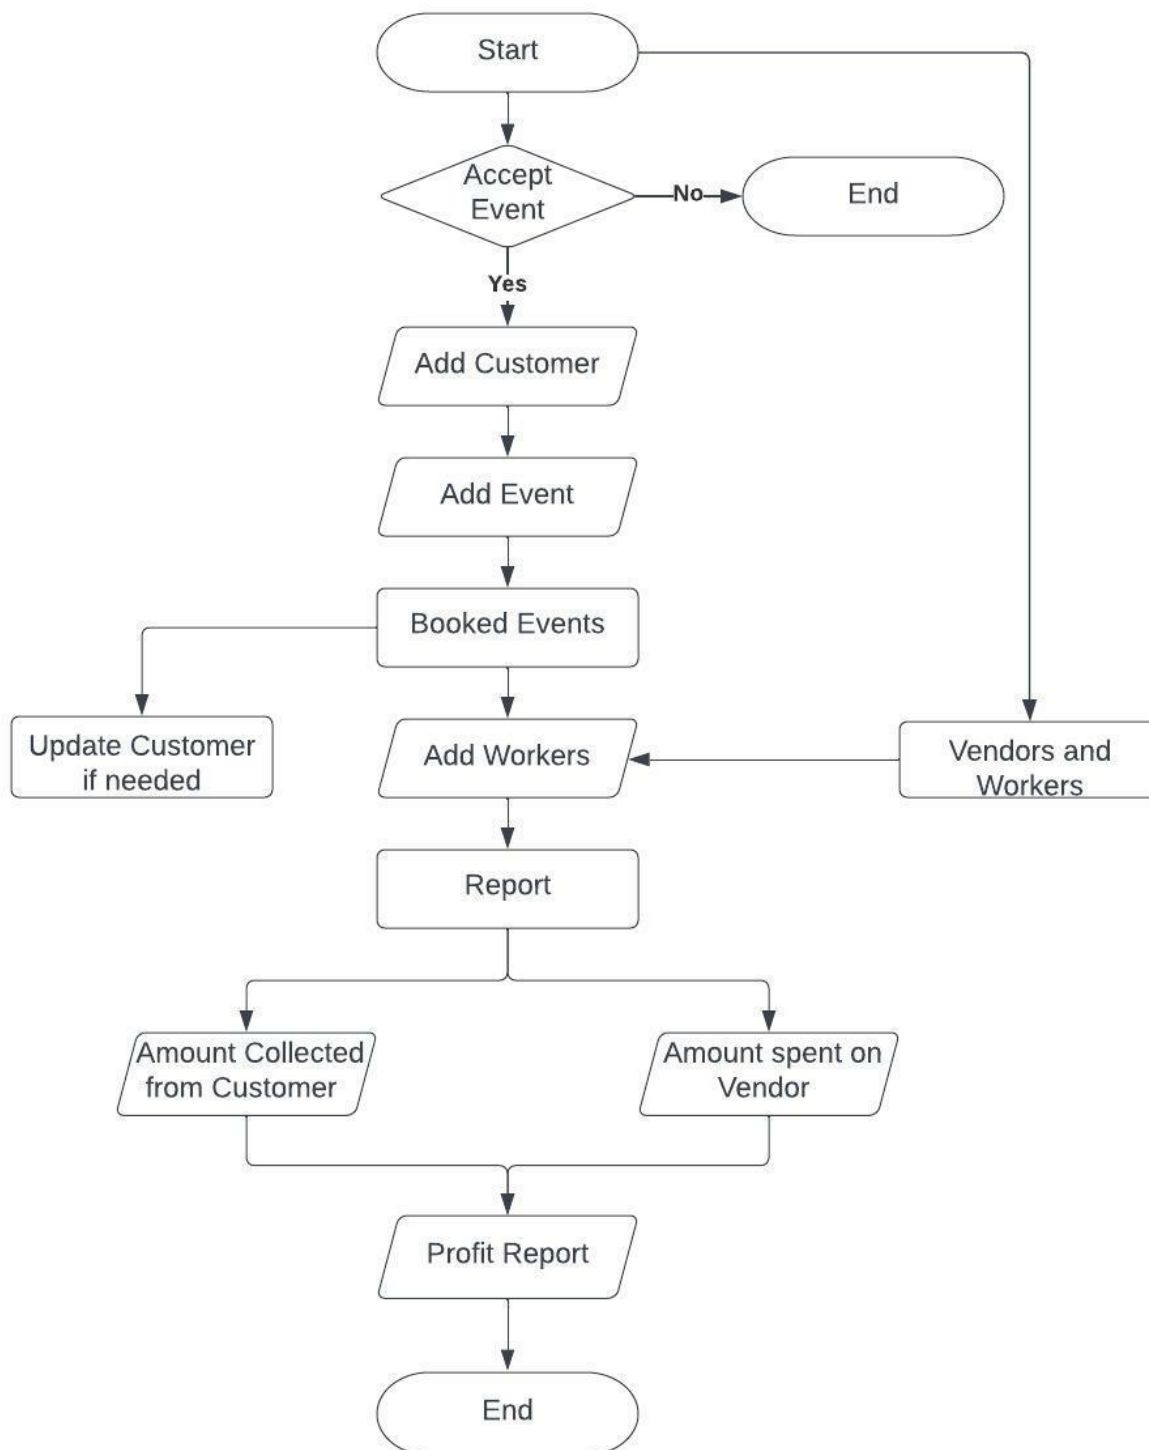 Start
Accept
Event
No
End
Yes
Add Customer
Add Event
Booked Events
Update Customer
if needed
Add Workers
Vendors and
Workers
Report
Amount Collected
from Customer
Amount spent on
Vendor
Profit Report
End